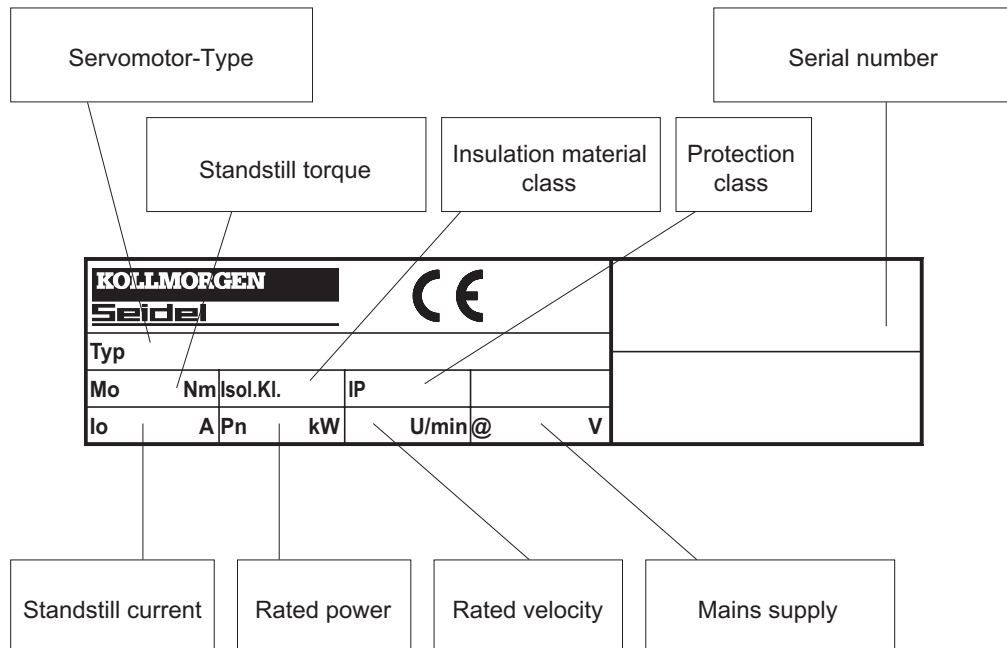 Servomotor-Type
Serial number
Standstill torque
Insulation material
class
Protection
class
KOLLMORGEN
Seidel
CE
Typ
Mo Nm Isol.Kl. IP
Io A Pn kW U/min @ V
Standstill current
Rated power
Rated velocity
Mains supply